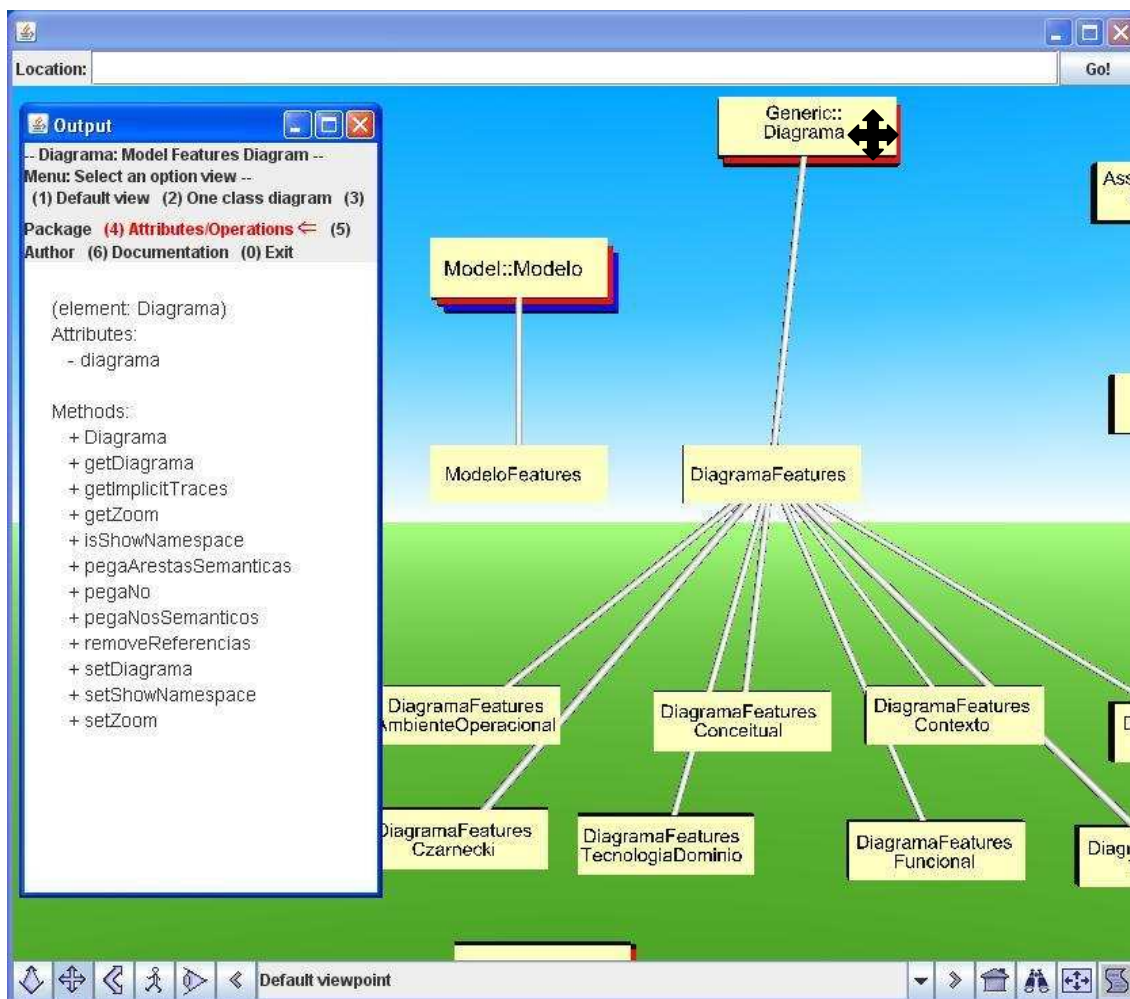 Location:
Go!
Output
-- Diagrama: Model Features Diagram --
Menu: Select an option view --
(1) Default view (2) One class diagram (3)
Package (4) Attributes/Operations ⇐ (5)
Author (6) Documentation (0) Exit
(element: Diagrama)
Attributes:
- diagrama
Methods:
+ Diagrama
+ getDiagrama
+ getImplicitTraces
+ getZoom
+ isShowNamespace
+ pegaArestasSemanticas
+ pegaNo
+ pegaNosSemanticos
+ removeReferencias
+ setDiagrama
+ setShowNamespace
+ setZoom
Generic::
Diagrama
Model::Modelo
ModeloFeatures
DiagramaFeatures
DiagramaFeatures
AmbienteOperacional
DiagramaFeatures
Conceitual
DiagramaFeatures
Contexto
DiagramaFeatures
Czarnecki
DiagramaFeatures
TecnologiaDominio
DiagramaFeatures
Funcional
Default viewpoint